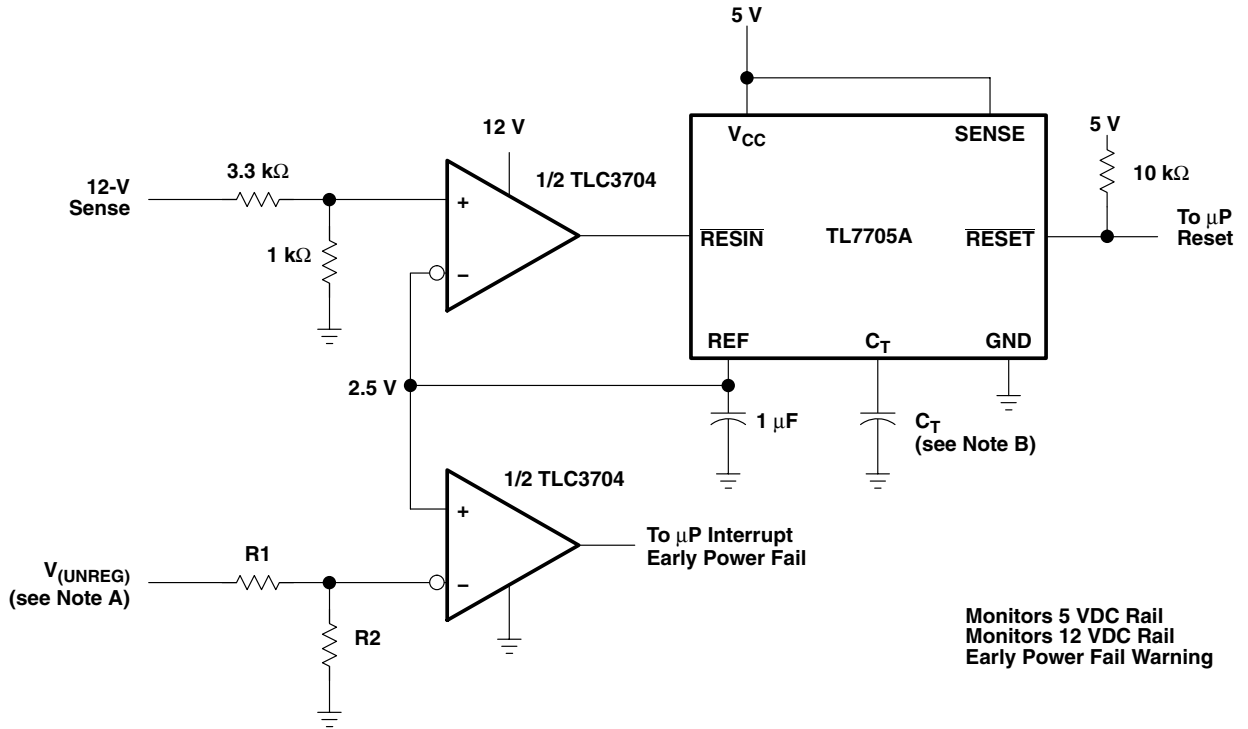 5 V
12 V
V_CC
SENSE
5 V
3.3 kΩ
1/2 TLC3704
10 kΩ
12-V
Sense
+
RESIN
TL7705A
RESET
To μP
Reset
1 kΩ
−
REF
C_T
GND
2.5 V
1 μF
C_T
(see Note B)
1/2 TLC3704
+
To μP Interrupt
Early Power Fail
R1
V_(UNREG)
(see Note A)
−
R2
Monitors 5 VDC Rail
Monitors 12 VDC Rail
Early Power Fail Warning